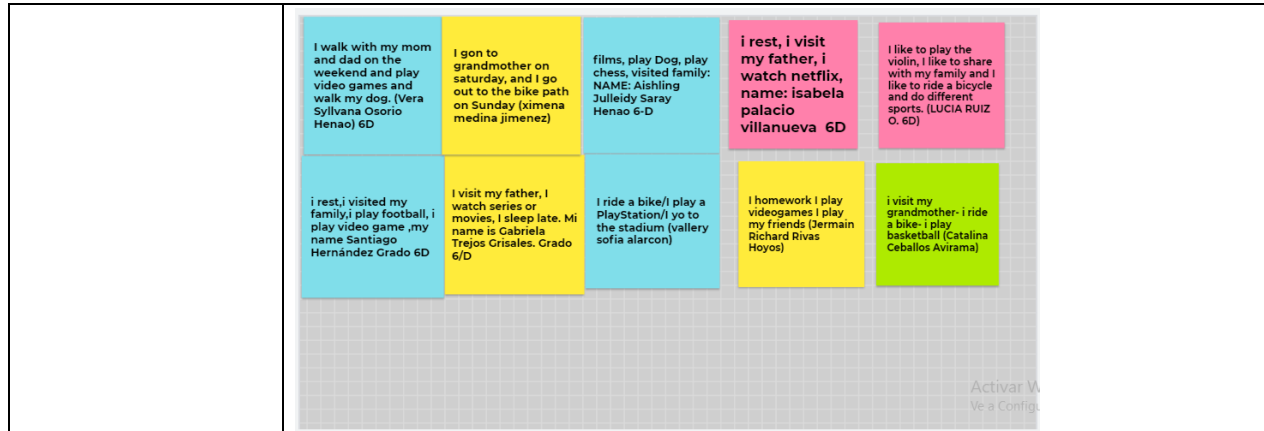 I walk with my mom
and dad on the
weekend and play
video games and
walk my dog. (Vera
Syllvana Osorio
Henao) 6D
I gon to
grandmother on
saturday, and I go
out to the bike path
on Sunday (ximena
medina jimenez)
films, play Dog, play
chess, visited family:
NAME: Aishling
Julleidy Saray
Henao 6-D
i rest, i visit
my father, i
watch netflix,
name: isabela
palacio
villanueva 6D
I like to play the
violin, I like to share
with my family and I
like to ride a bicycle
and do different
sports. (LUCIA RUIZ
O. 6D)
i rest,i visited my
family,i play football, i
play video game ,my
name Santiago
Hernández Grado 6D
I visit my father, I
watch series or
movies, I sleep late. Mi
name is Gabriela
Trejos Grisales. Grado
6/D
I ride a bike/I play a
PlayStation/I yo to
the stadium (vallery
sofia alarcon)
I homework I play
videogames I play
my friends (Jermain
Richard Rivas
Hoyos)
i visit my
grandmother- i ride
a bike- i play
basketball (Catalina
Ceballos Avirama)
Activar W
Ve a Configu